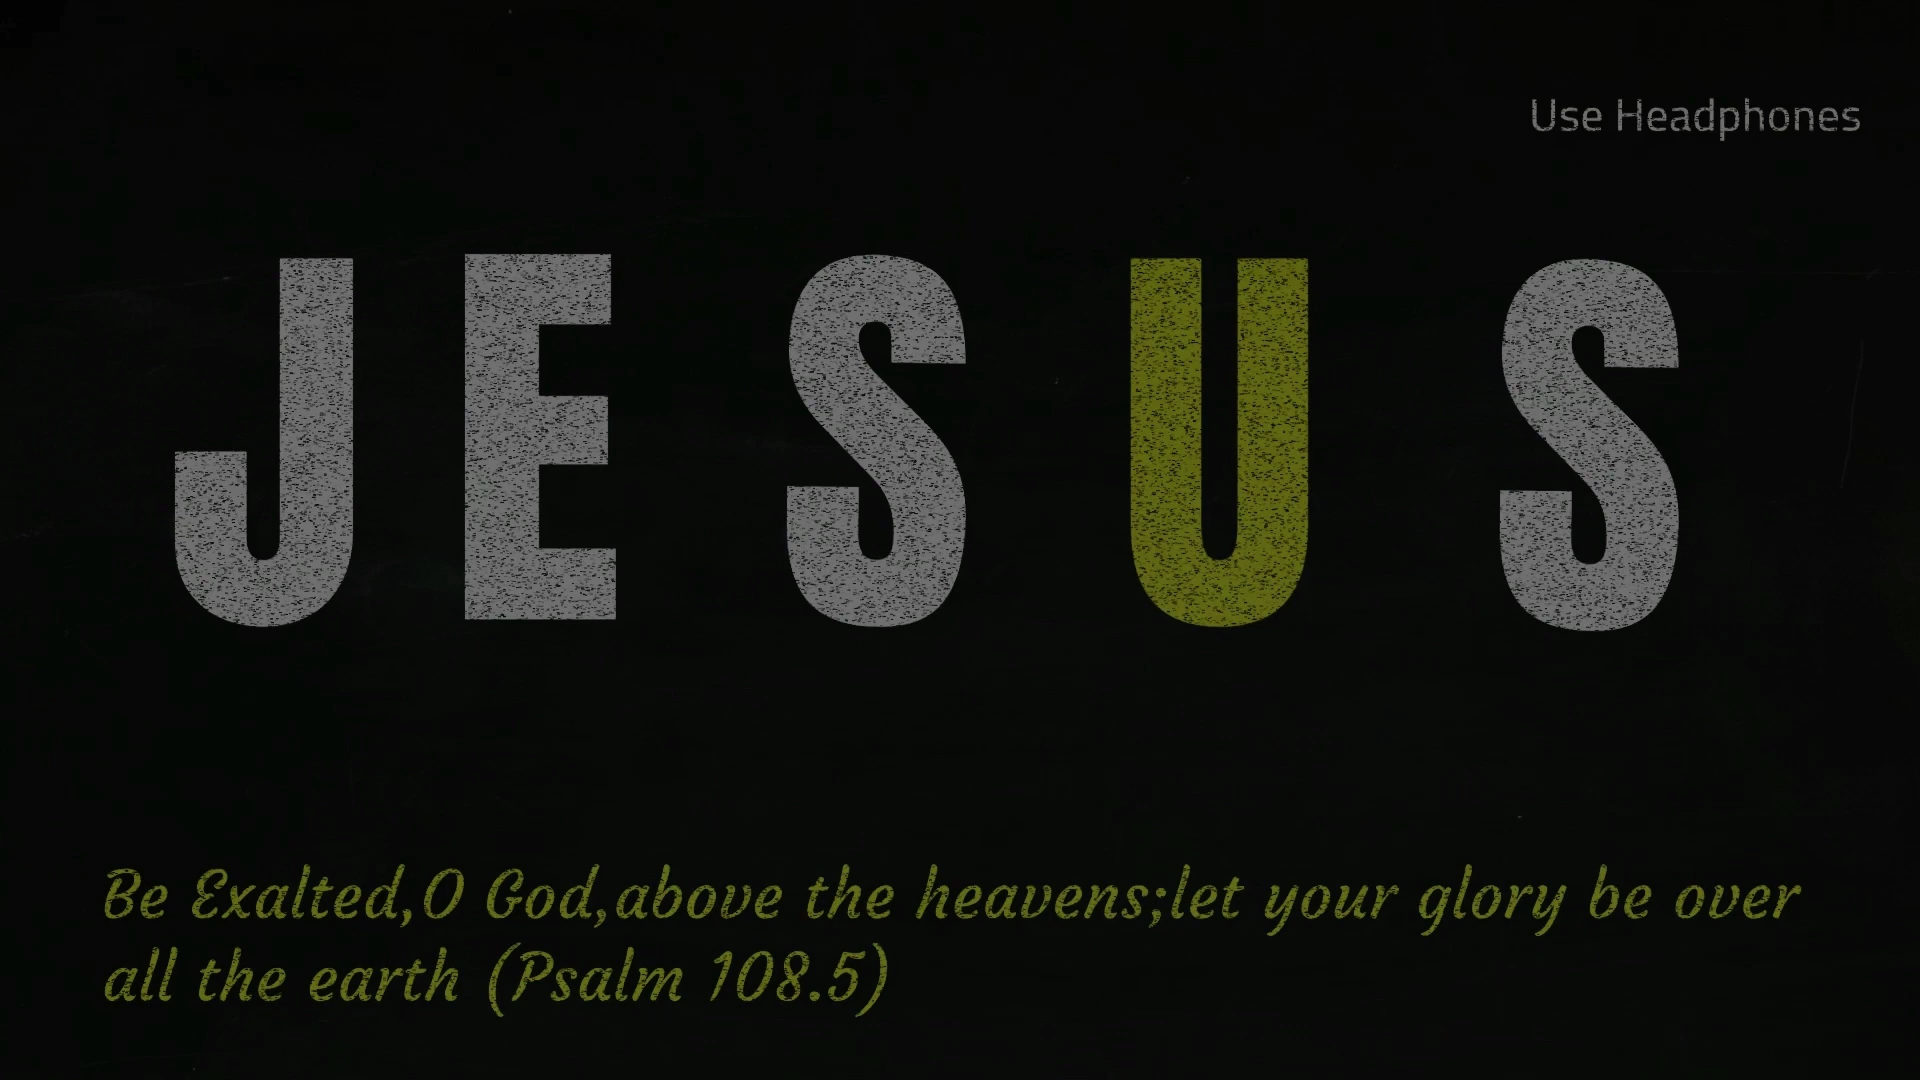 Use Headphones
JESUS
Be Exalted,O God,above the heavens;let your glory be over
all the earth (Psalm 108.5)